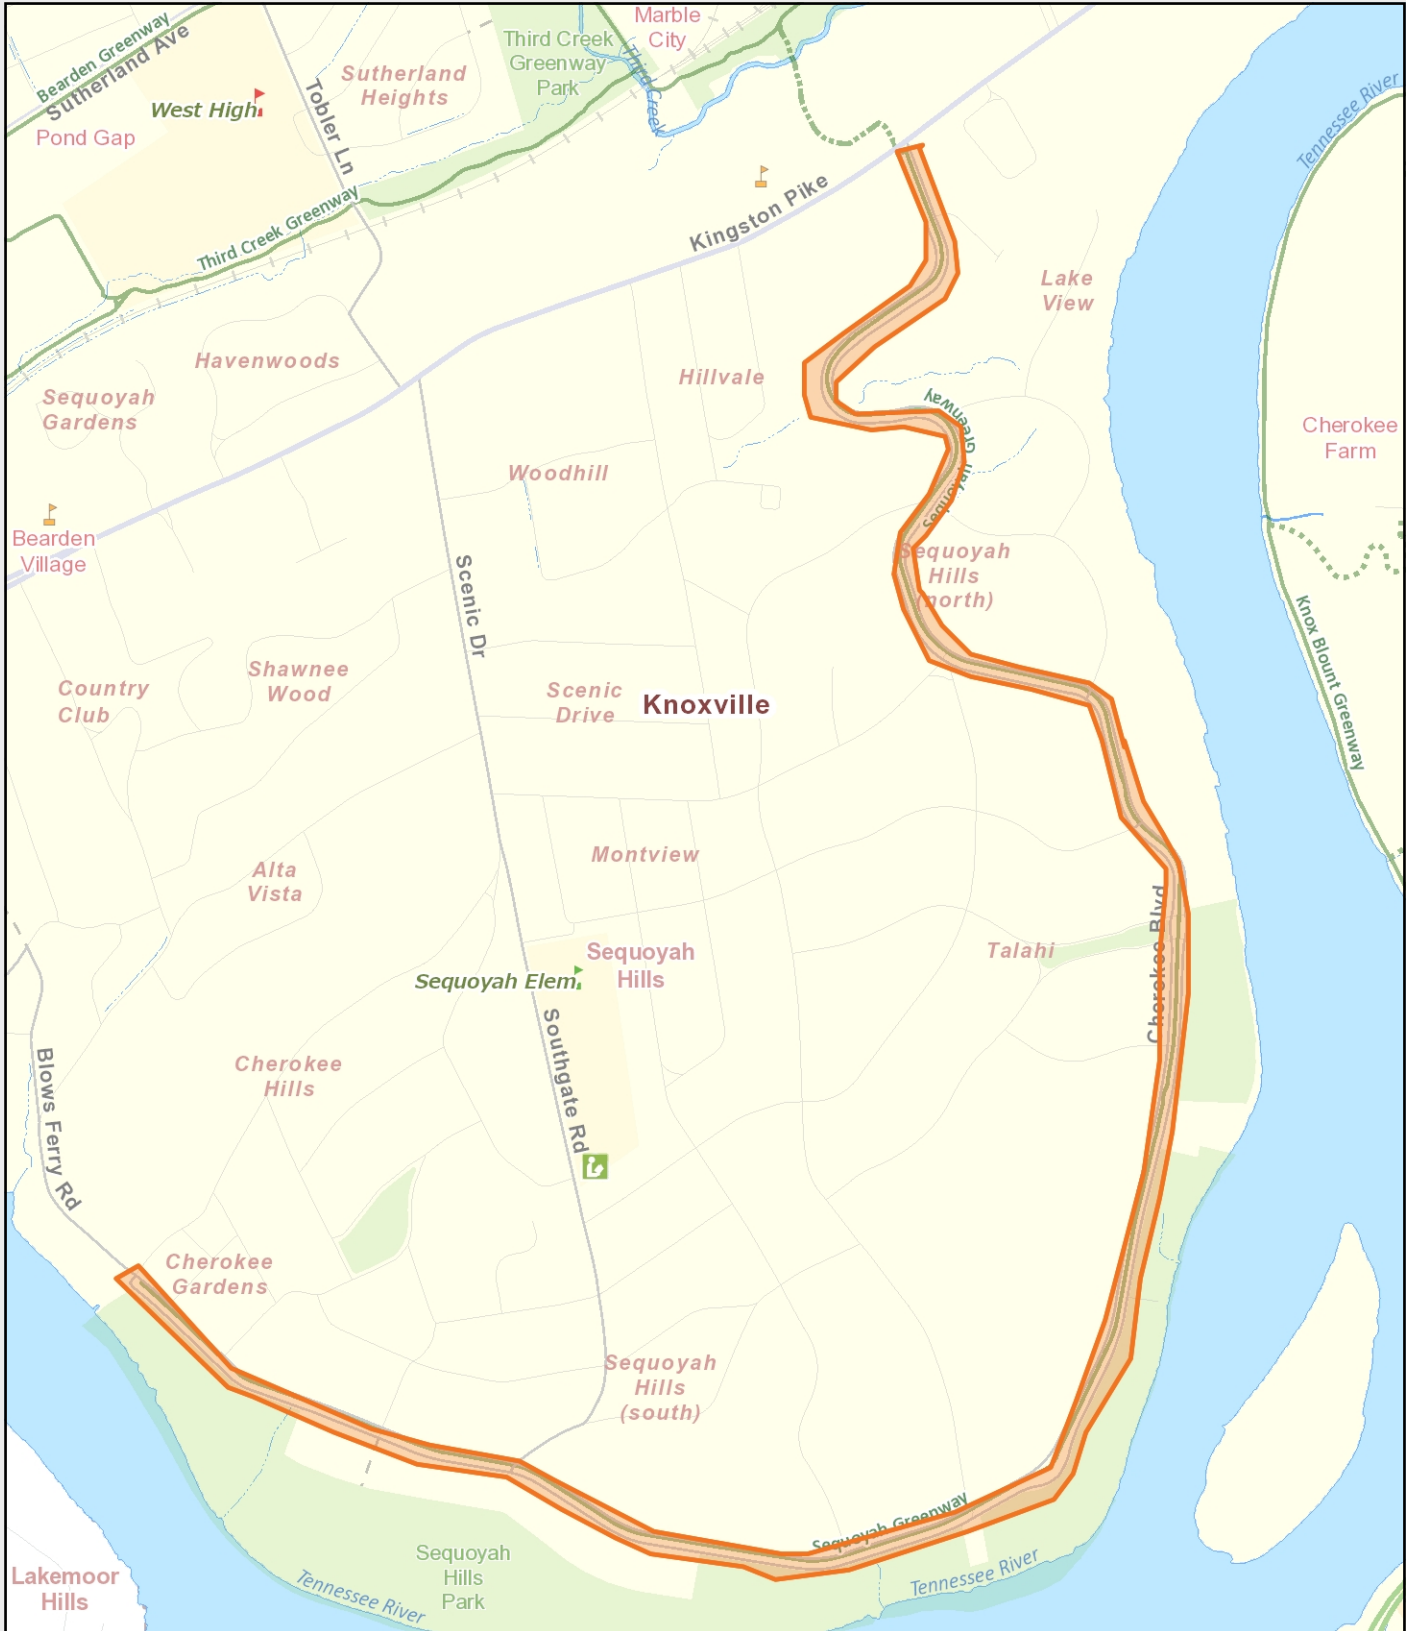 Bearden Greenway
Sutherland Ave
Marble
City
Third Creek
Greenway
Park
Third Creek
Sutherland
Heights
West High
Tobler Ln
Pond Gap
Tennessee River
Kingston Pike
Third Creek Greenway
Lake
View
Havenwoods
Hillvale
Sequoyah
Gardens
Sequoyah Greenway
Cherokee
Farm
Woodhill
Bearden
Village
Scenic Dr
Sequoyah
Hills
(north)
Knox Blount Greenway
Shawnee
Wood
Country
Club
Scenic
Drive
Knoxville
Montview
Alta
Vista
Cherokee Blvd
Sequoyah
Hills
Talahi
Sequoyah Elem
Southgate Rd
Blows Ferry Rd
Cherokee
Hills
Cherokee
Gardens
Sequoyah
Hills
(south)
Sequoyah Greenway
Sequoyah
Hills
Park
Lakemoor
Hills
Tennessee River
Tennessee River